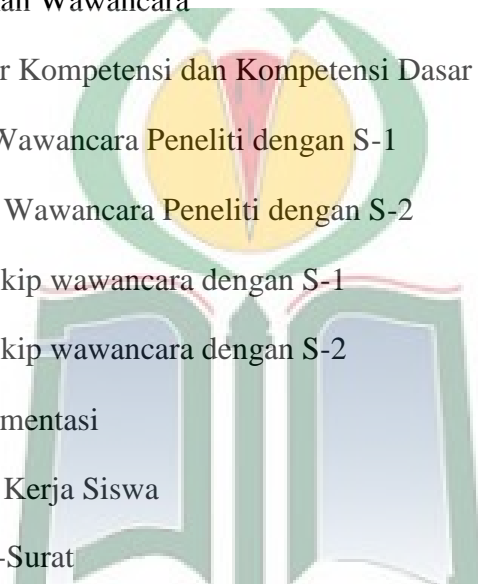 Wawancara
Kompetensi dan Kompetensi Dasar
Wawancara Peneliti dengan S-1
Wawancara Peneliti dengan S-2
kip wawancara dengan S-1
kip wawancara dengan S-2
mentasi
Kerja Siswa
-Surat